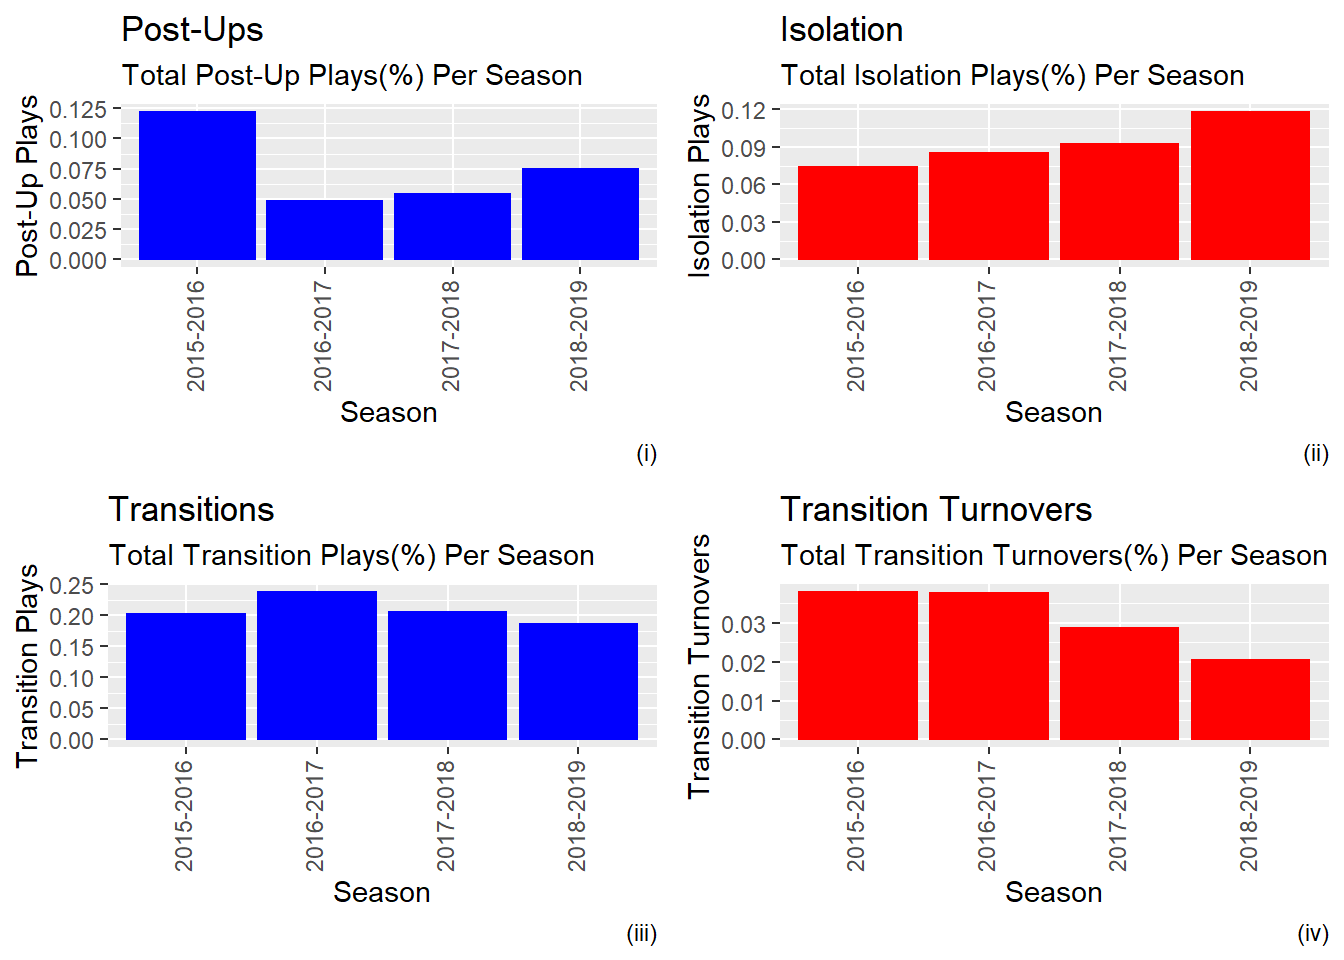 Post-Ups
Total Post-Up Plays(%) Per Season
Post-Up Plays
0.125
0.100
0.075
0.050
0.025
0.000
2015-2016
2016-2017
2017-2018
2018-2019
Season
(i)
Isolation
Total Isolation Plays(%) Per Season
Isolation Plays
0.12
0.09
0.06
0.03
0.00
2015-2016
2016-2017
2017-2018
2018-2019
Season
(ii)
Transitions
Total Transition Plays(%) Per Season
Transition Plays
0.25
0.20
0.15
0.10
0.05
0.00
2015-2016
2016-2017
2017-2018
2018-2019
Season
(iii)
Transition Turnovers
Total Transition Turnovers(%) Per Season
Transition Turnovers
0.03
0.02
0.01
0.00
2015-2016
2016-2017
2017-2018
2018-2019
Season
(iv)